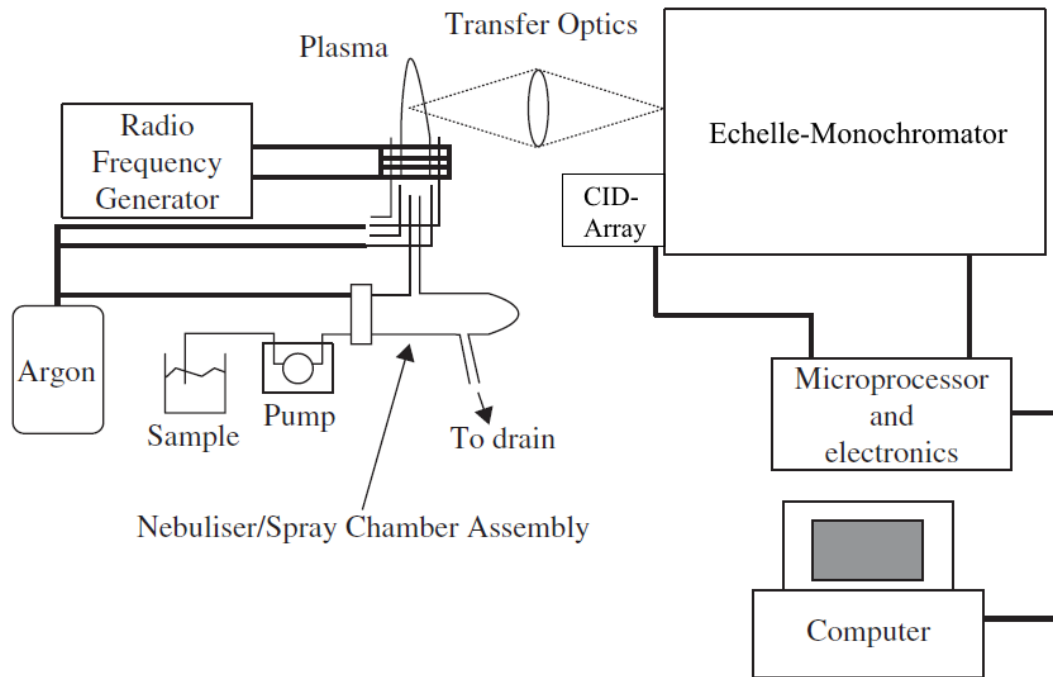 Transfer Optics
Plasma
Radio
Frequency
Generator
Echelle-Monochromator
CID-
Array
Argon
Sample
Pump
To drain
Microprocessor
and
electronics
Nebuliser/Spray Chamber Assembly
Computer